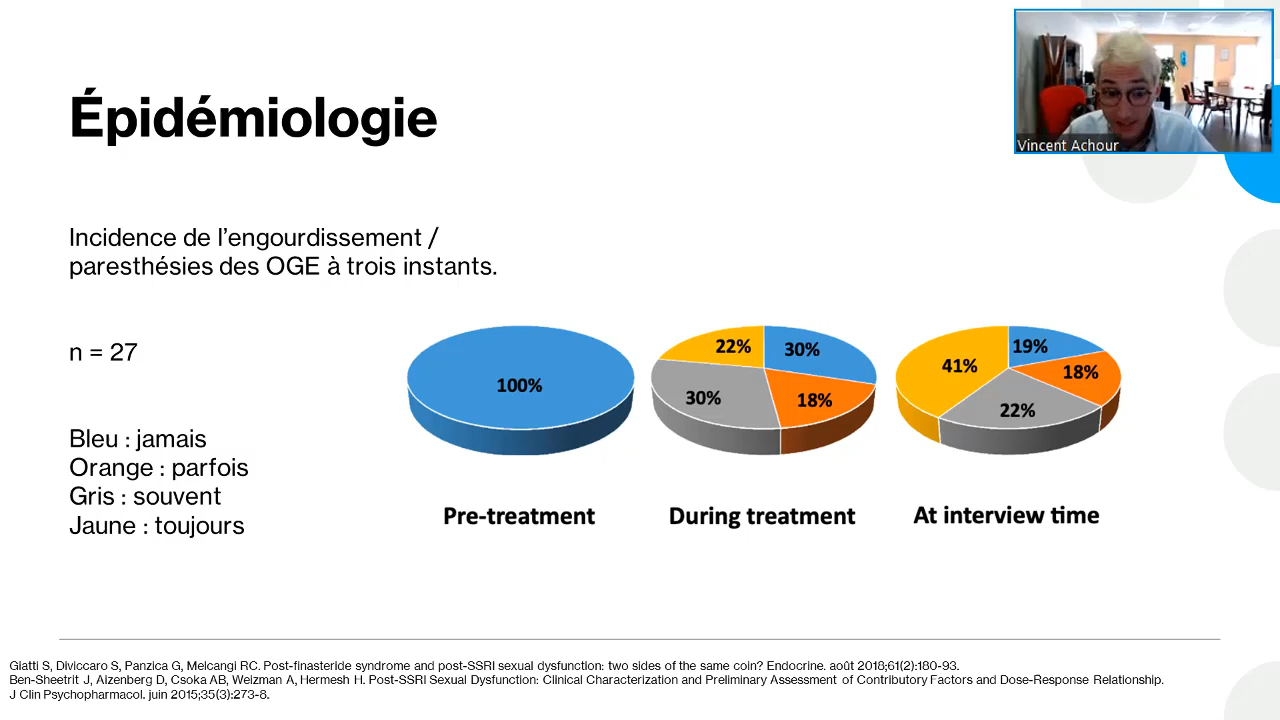 Vincent Achour
Épidémiologie
Incidence de l'engourdissement /
paresthésies des OGE à trois instants.
n = 27
Bleu : jamais
Orange : parfois
Gris : souvent
Jaune : toujours
100%
22%
30%
30%
18%
19%
41%
18%
22%
Pre-treatment
During treatment
At interview time
Giatti S, Diviccaro S, Panzica G, Melcangi RC. Post-finasteride syndrome and post-SSRI sexual dysfunction: two sides of the same coin? Endocrine. août 2018;61(2):180-93.
Ben-Sheetrit J, Aizenberg D, Csoka AB, Weizman A, Hermesh H. Post-SSRI Sexual Dysfunction: Clinical Characterization and Preliminary Assessment of Contributory Factors and Dose-Response Relationship.
J Clin Psychopharmacol. juin 2015;35(3):273-8.